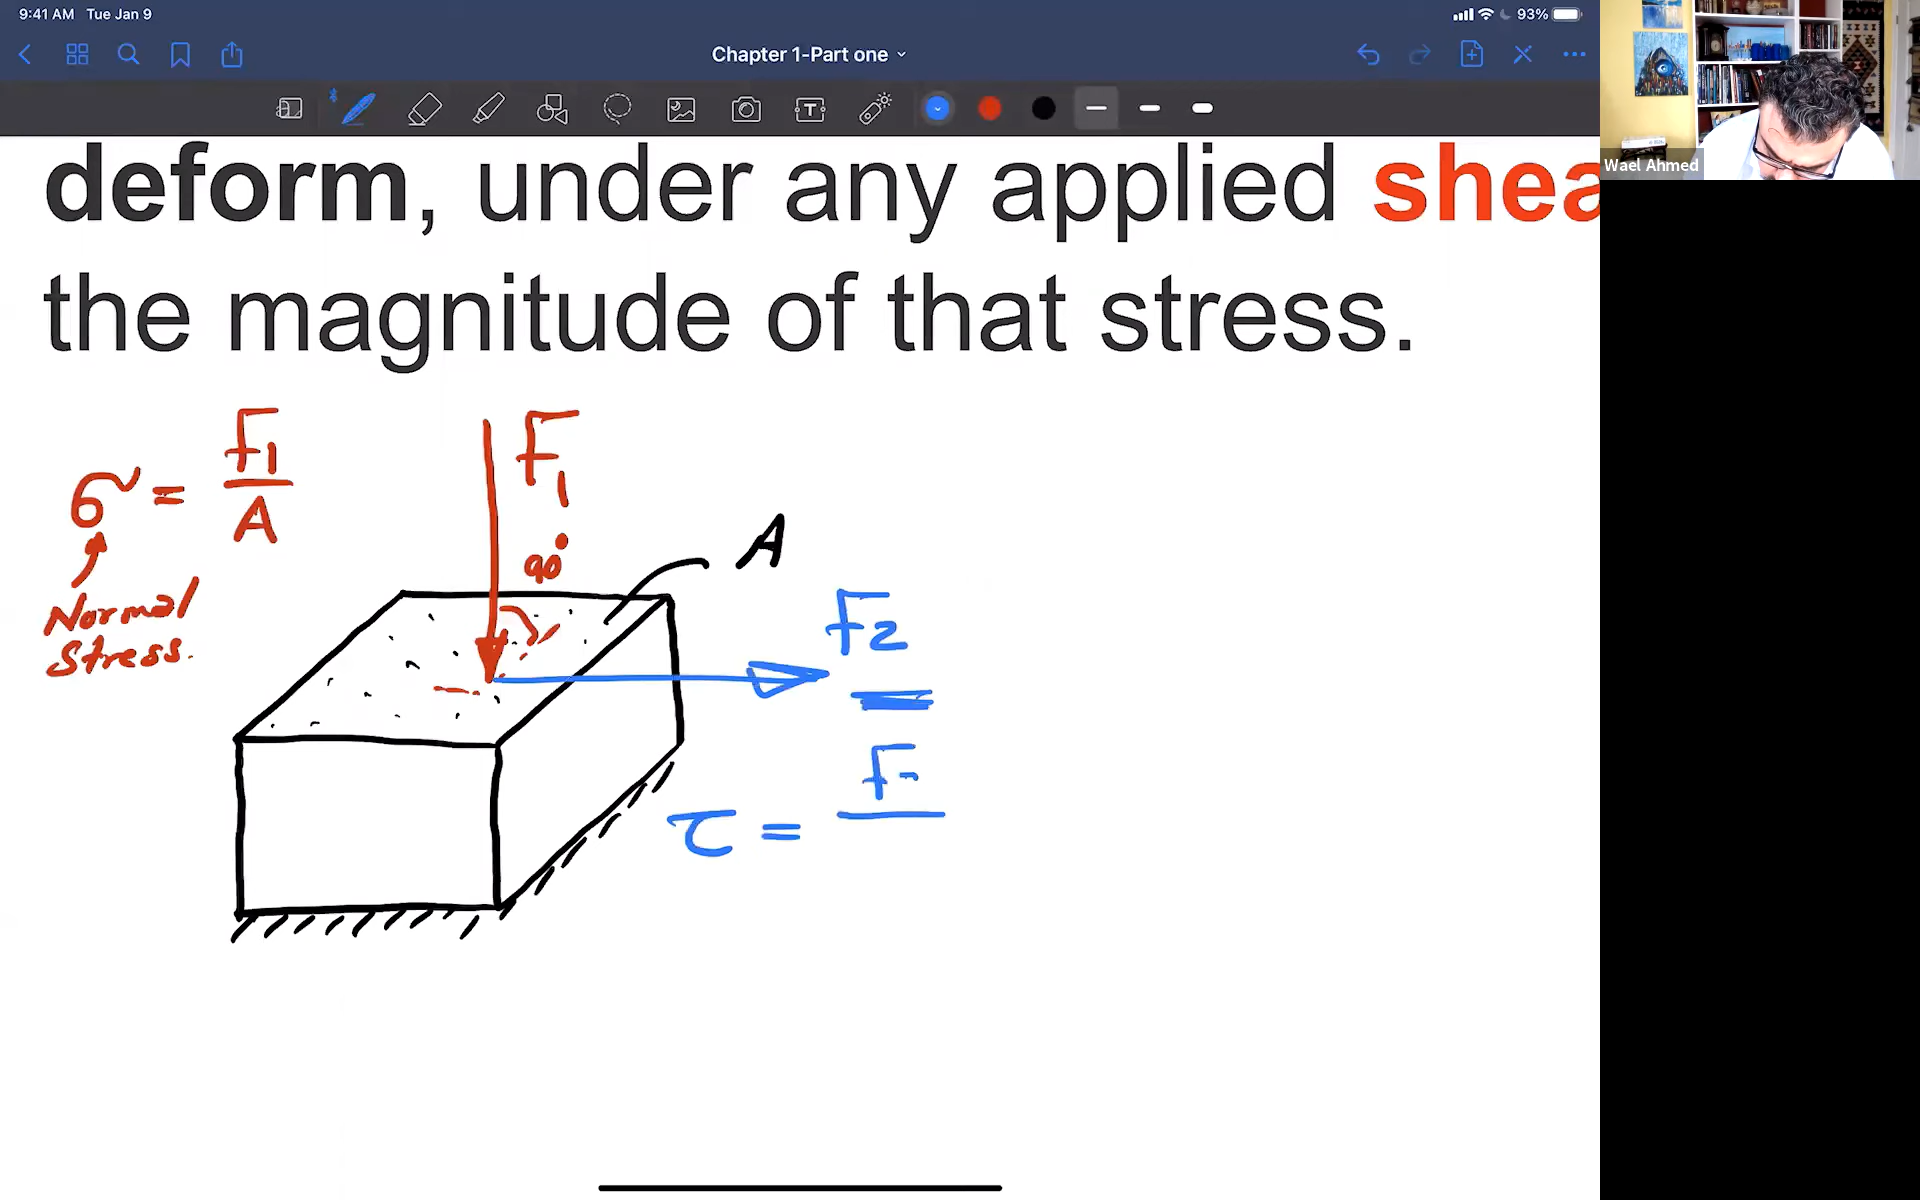 9:41 AM Tue Jan 9
93%
Chapter 1-Part one
T
Wael Ahmed
deform, under any applied shea
the magnitude of that stress.
σ = F1/A
Normal
Stress.
F1
90°
A
F2
τ = F